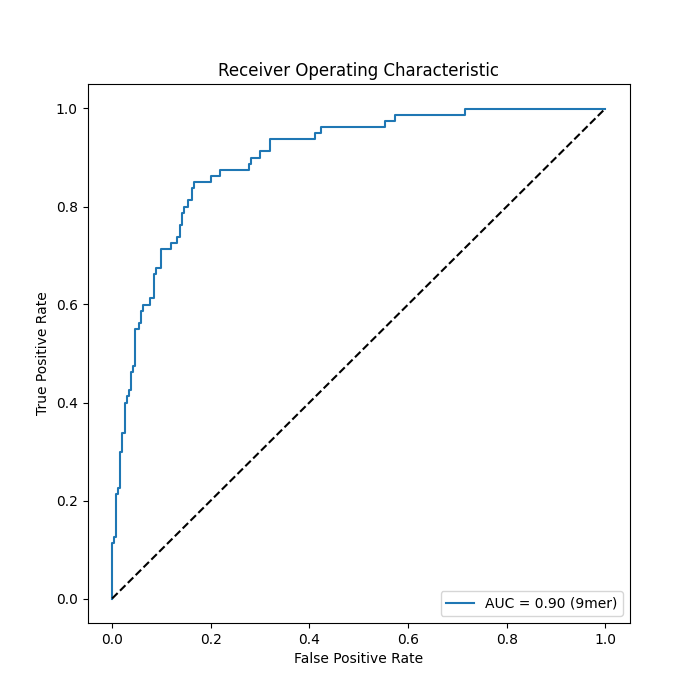 Receiver Operating Characteristic
1.0
0.8
0.6
0.4
0.2
0.0
True Positive Rate
0.0 0.2 0.4 0.6 0.8 1.0
False Positive Rate
AUC = 0.90 (9mer)